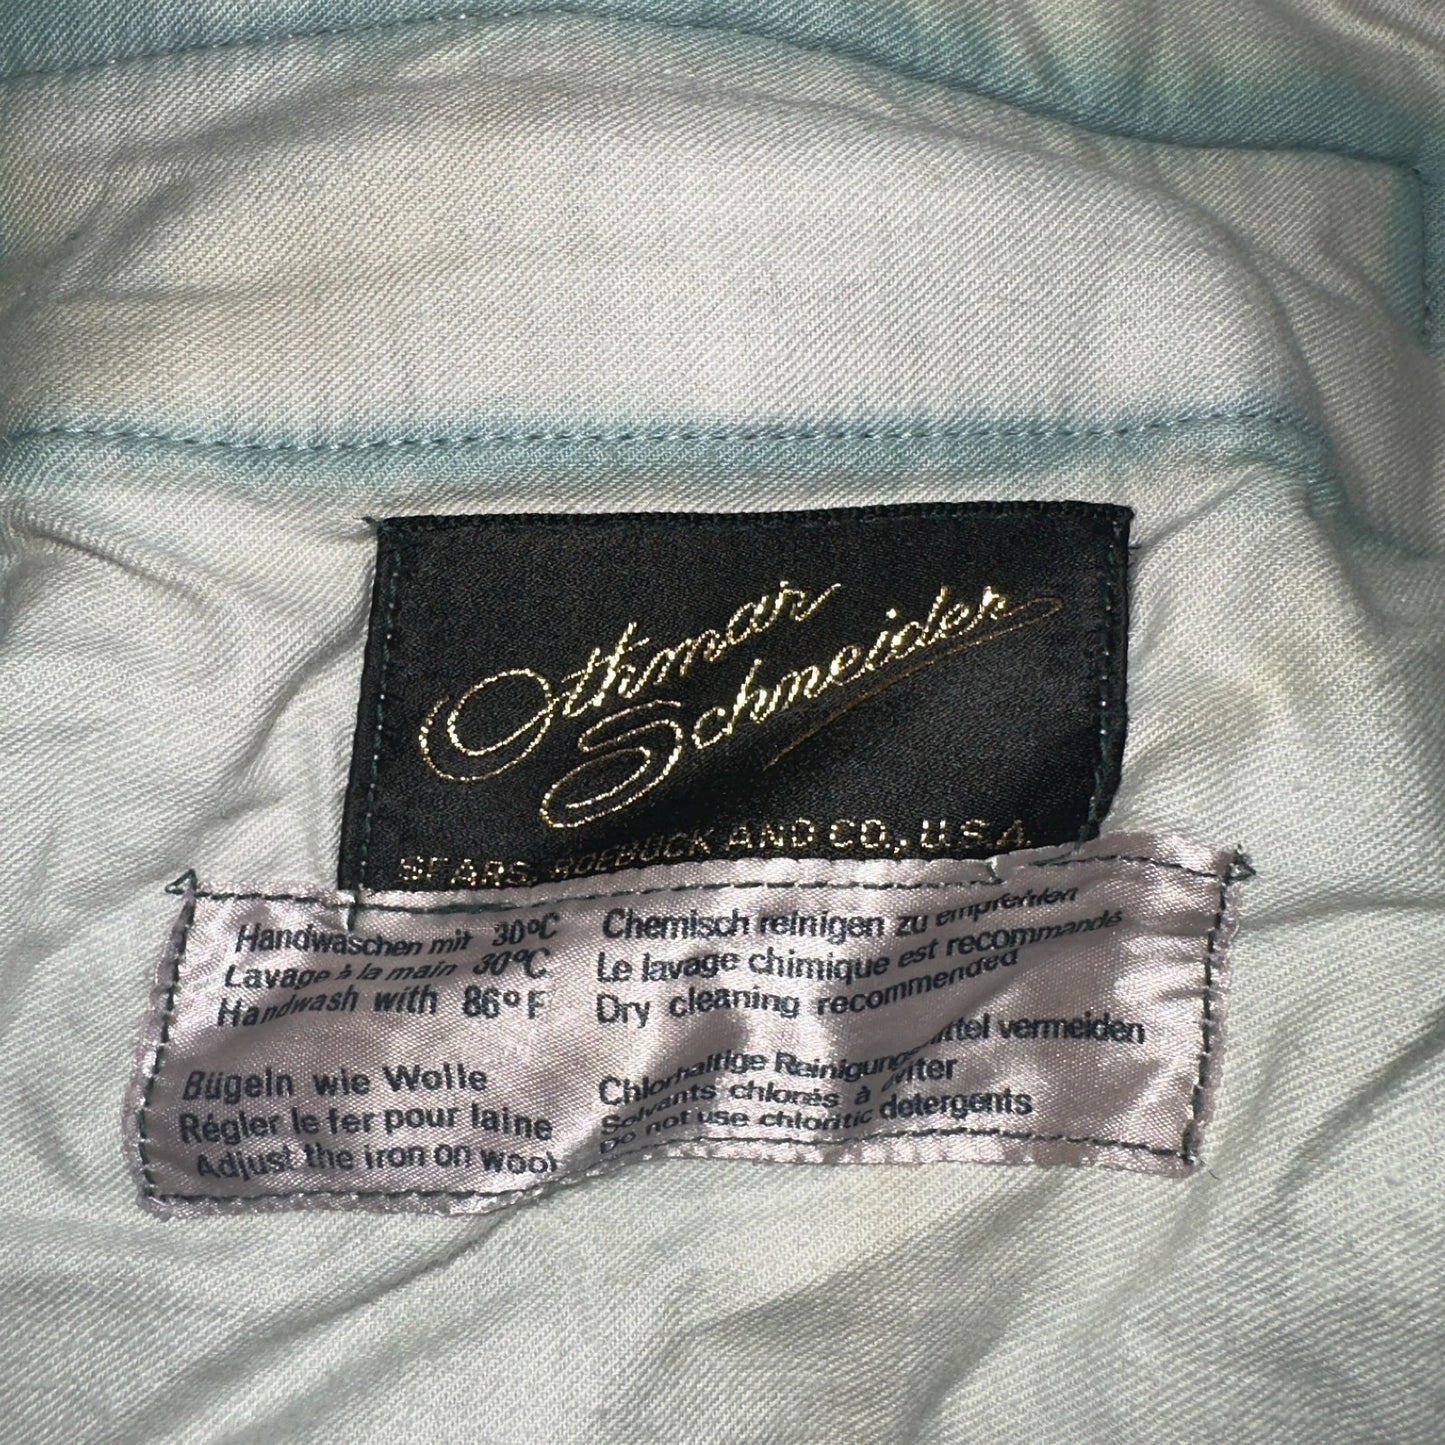 Othmar
Schneider
SEARS, ROEBUCK AND CO., U.S.A.
Handwaschen mit 30°C
Lavage à la main 30°C
Handwash with 86°F
Bügeln wie Wolle
Régler le fer pour laine
Adjust the iron on wool
Chemisch reinigen zu empfehlen
Le lavage chimique est recommandé
Dry cleaning recommended
Chlorhaltige Reinigungsmittel vermeiden
Solvants chlorés à éviter
Do not use chloritic detergents